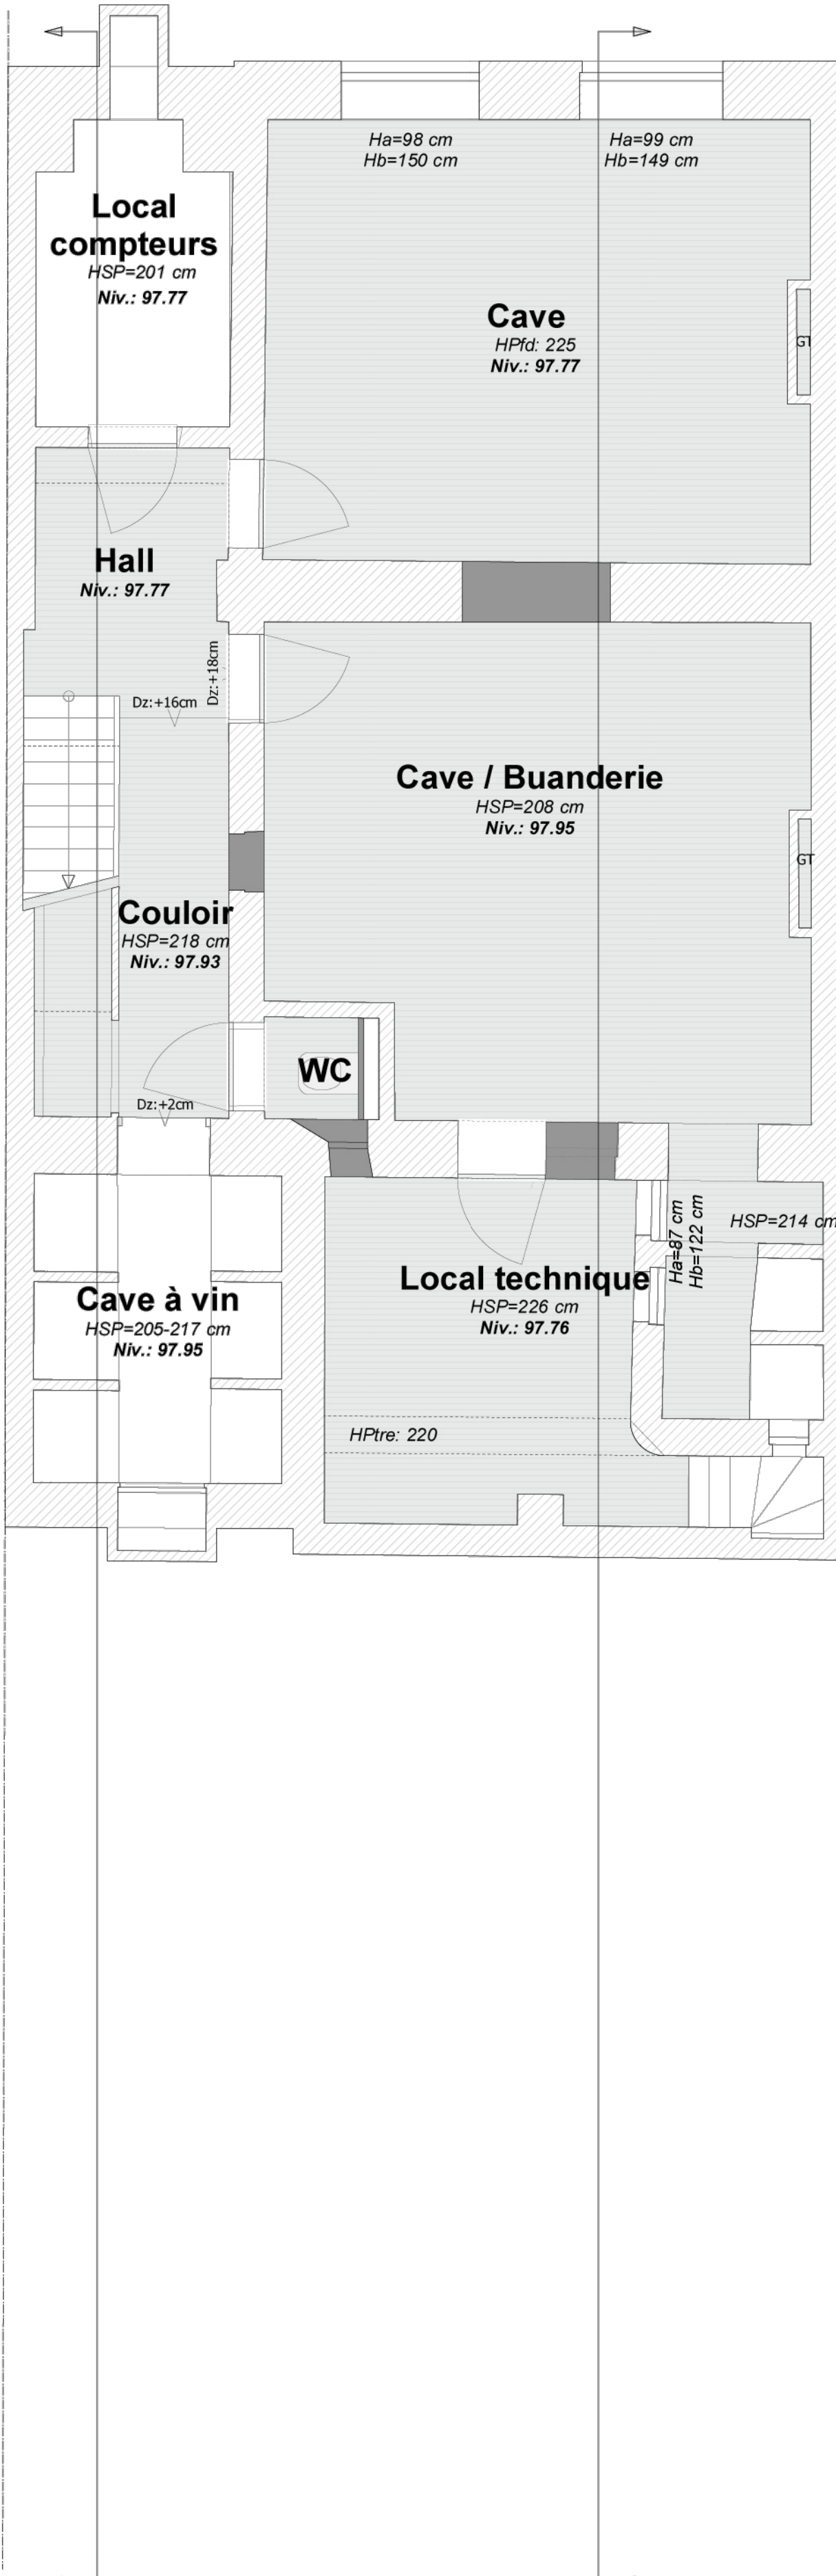 Ha=98 cm
Hb=150 cm
Ha=99 cm
Hb=149 cm
Local
compteurs
HSP=201 cm
Niv.: 97.77
Cave
HPfd: 225
Niv.: 97.77
GT
Hall
Niv.: 97.77
Dz:+18cm
Dz:+16cm
Cave / Buanderie
HSP=208 cm
Niv.: 97.95
GT
Couloir
HSP=218 cm
Niv.: 97.93
WC
Dz:+2cm
Ha=87 cm
Hb=122 cm
HSP=214 cm
Local technique
HSP=226 cm
Niv.: 97.76
Cave à vin
HSP=205-217 cm
Niv.: 97.95
HPtre: 220